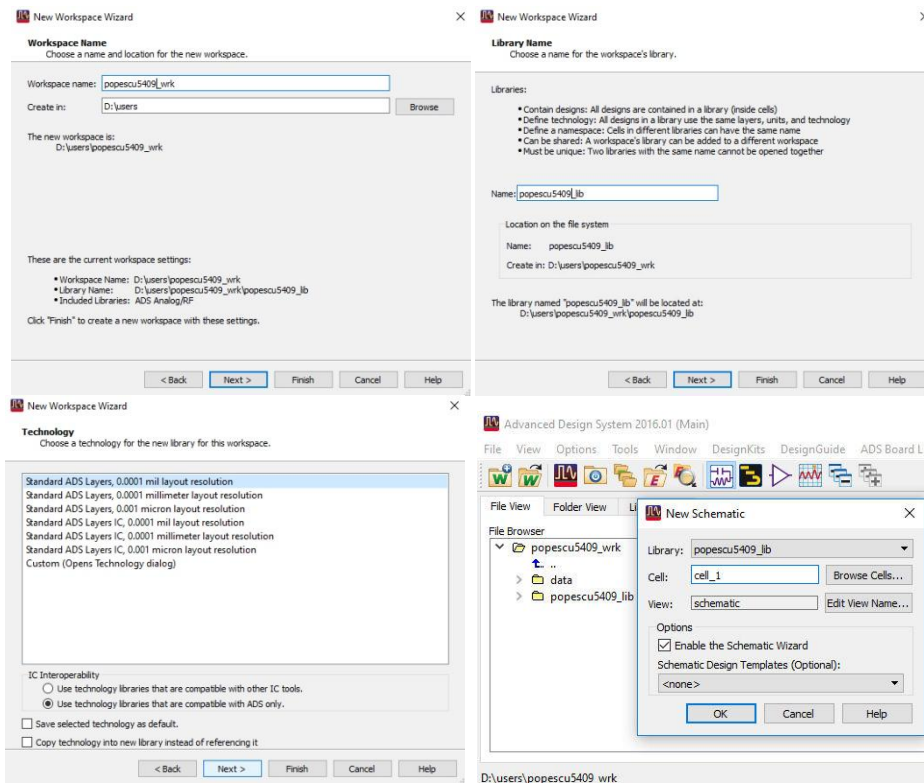 New Workspace Wizard
Workspace Name
Choose a name and location for the new workspace.
Workspace name: popescu5409_wrk
Create in: D:\users Browse
The new workspace is:
D:\users\popescu5409_wrk
These are the current workspace settings:
•Workspace Name: D:\users\popescu5409_wrk
•Library Name: D:\users\popescu5409_wrk\popescu5409_lib
•Included Libraries: ADS Analog/RF
Click "Finish" to create a new workspace with these settings.
< Back Next > Finish Cancel Help
New Workspace Wizard
Library Name
Choose a name for the workspace's library.
Libraries:
•Contain designs: All designs are contained in a library (inside cells)
•Define technology: All designs in a library use the same layers, units, and technology
•Define a namespace: Cells in different libraries can have the same name
•Can be shared: A workspace's library can be added to a different workspace
•Must be unique: Two libraries with the same name cannot be opened together
Name: popescu5409_lib
Location on the file system
Name: popescu5409_lib
Create in: D:\users\popescu5409_wrk
The library named "popescu5409_lib" will be located at:
D:\users\popescu5409_wrk\popescu5409_lib
< Back Next > Finish Cancel Help
New Workspace Wizard
Technology
Choose a technology for the new library for this workspace.
Standard ADS Layers, 0.0001 mil layout resolution
Standard ADS Layers, 0.0001 millimeter layout resolution
Standard ADS Layers, 0.001 micron layout resolution
Standard ADS Layers IC, 0.0001 mil layout resolution
Standard ADS Layers IC, 0.0001 millimeter layout resolution
Standard ADS Layers IC, 0.001 micron layout resolution
Custom (Opens Technology dialog)
IC Interoperability
Use technology libraries that are compatible with other IC tools.
Use technology libraries that are compatible with ADS only.
Save selected technology as default.
Copy technology into new library instead of referencing it
< Back Next > Finish Cancel Help
Advanced Design System 2016.01 (Main)
File View Options Tools Window DesignKits DesignGuide ADS Board L
File View Folder View Li
File Browser
popescu5409_wrk
..
data
popescu5409_lib
New Schematic
Library: popescu5409_lib
Cell: cell_1 Browse Cells...
View: schematic Edit View Name...
Options
Enable the Schematic Wizard
Schematic Design Templates (Optional):
<none>
OK Cancel Help
D:\users\popescu5409_wrk